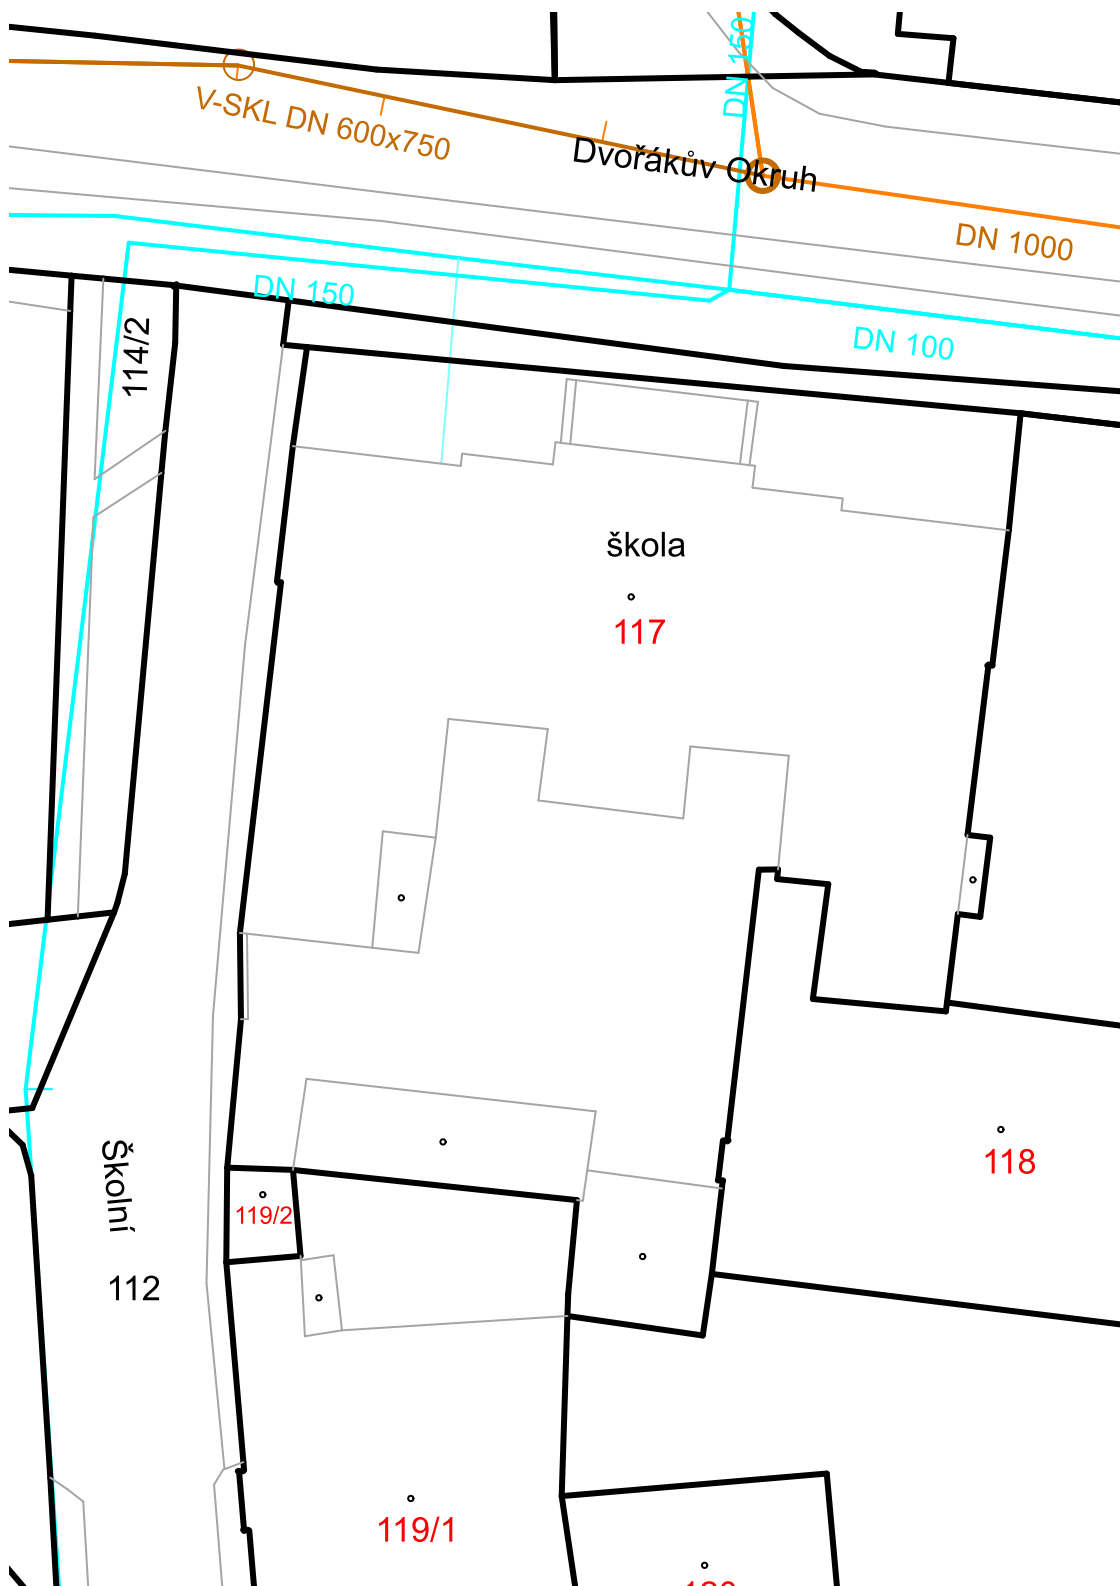 DN 150
V-SKL DN 600x750
Dvořákův Okruh
DN 1000
DN 150
114/2
DN 100
škola
117
Školní
118
119/2
112
119/1